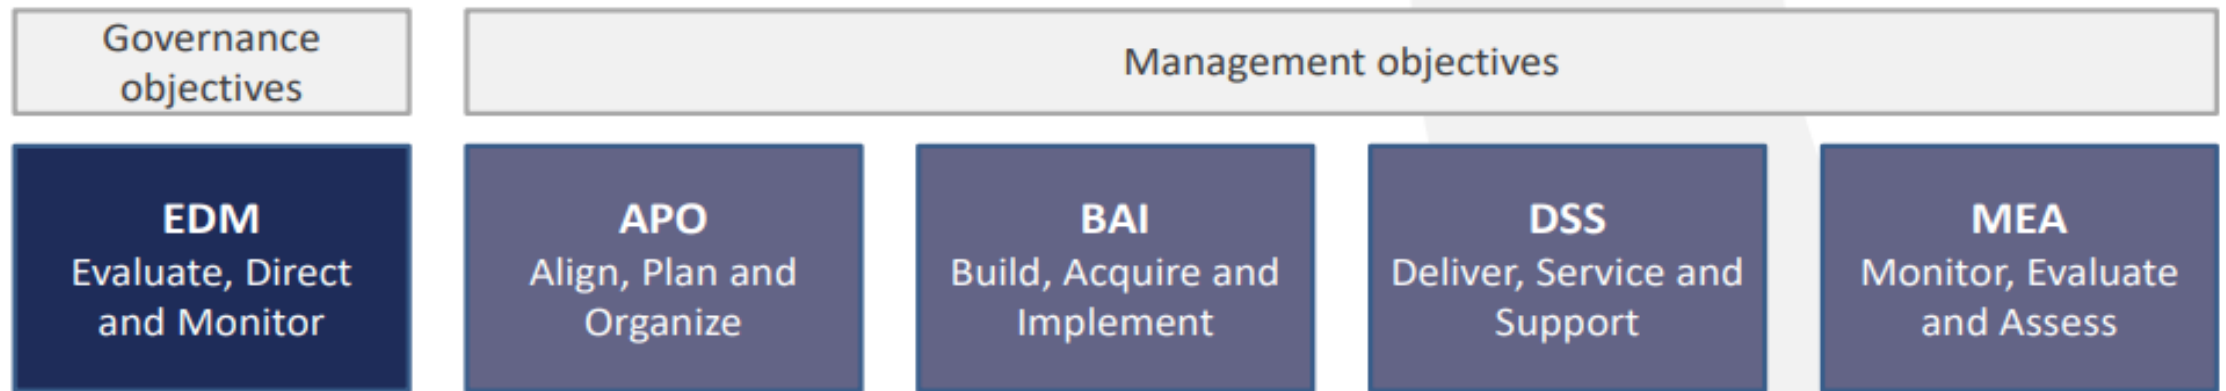 Governance
objectives
Management objectives
EDM
Evaluate, Direct
and Monitor
APO
Align, Plan and
Organize
BAI
Build, Acquire and
Implement
DSS
Deliver, Service and
Support
MEA
Monitor, Evaluate
and Assess